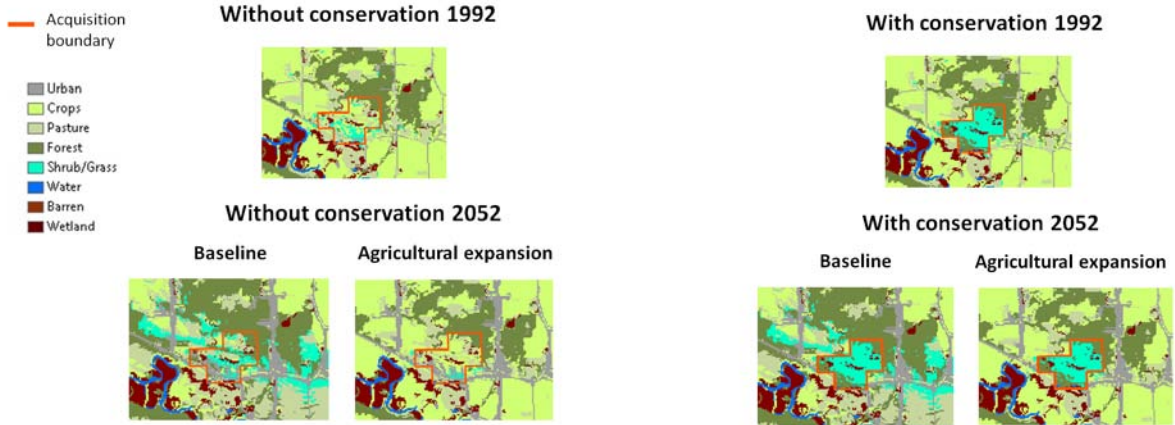 Acquisition
boundary
Urban
Crops
Pasture
Forest
Shrub/Grass
Water
Barren
Wetland
Without conservation 1992
Without conservation 2052
Baseline
Agricultural expansion
With conservation 1992
With conservation 2052
Baseline
Agricultural expansion